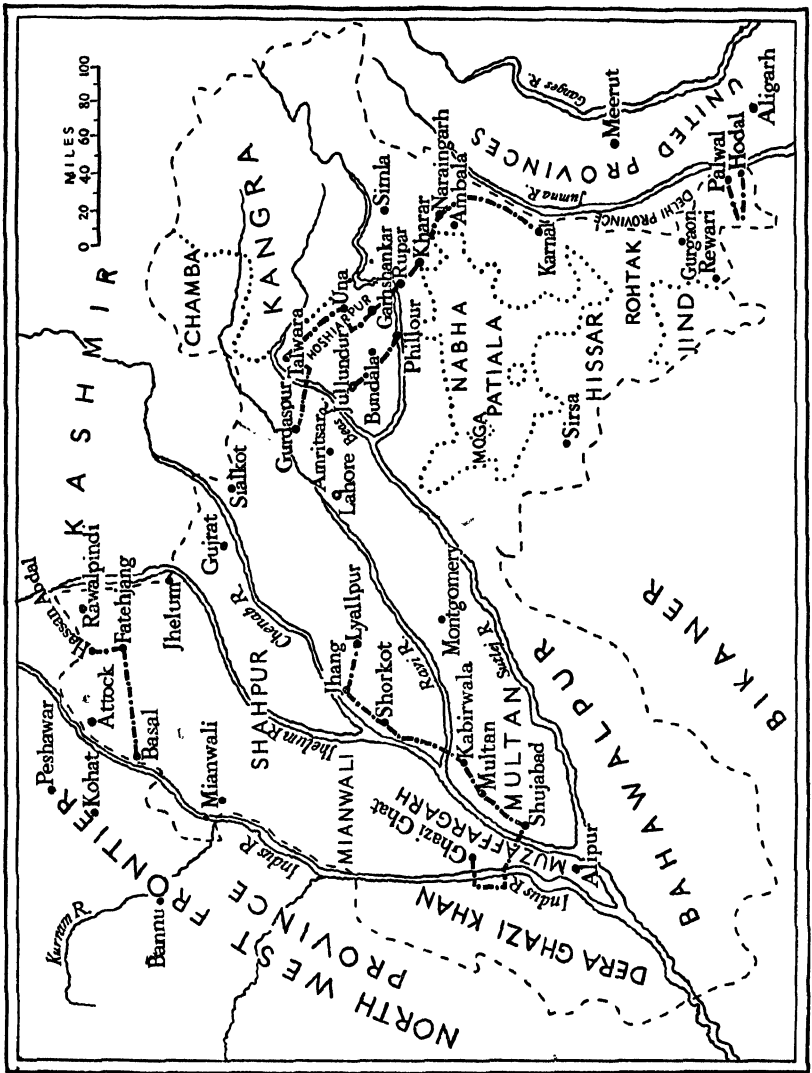 MILES
0 20 40 60 80 100
KASHMIR
NORTH WEST FRONTIER PROVINCE
Peshawar
Kohat
Bannu
Kurram R.
Attock
Hassan Abdal
Rawalpindi
Fatehjang
Basal
Jhelum
Mianwali
Indus R
SHAHPUR
Jhelum R
MIANWALI
Gujrat
Sialkot
Chenab R.
CHAMBA
KANGRA
Gurdaspur
Talwara
HOSHIARPUR
Una
Garhshankar
Amritsar
Lahore
Beas
Jullundur
Bundala
Phillour
Rupar
Kharar
Simla
Naraingarh
Ambala
Jhang
Lyallpur
Shorkot
Ravi R.
Montgomery
Sutlej R
Kabirwala
Multan
MULTAN
Shujabad
Ghazi Ghat
MUZAFFARGARH
Alipur
Indus R
DERA GHAZI KHAN
BAHAWALPUR
BIKANER
NABHA
PATIALA
MOGA
Sirsa
HISSAR
ROHTAK
JIND
Karnal
Jumna R.
DELHI PROVINCE
Gurgaon
Rewari
Palwal
Hodal
UNITED PROVINCES
Ganges R.
Meerut
Aligarh